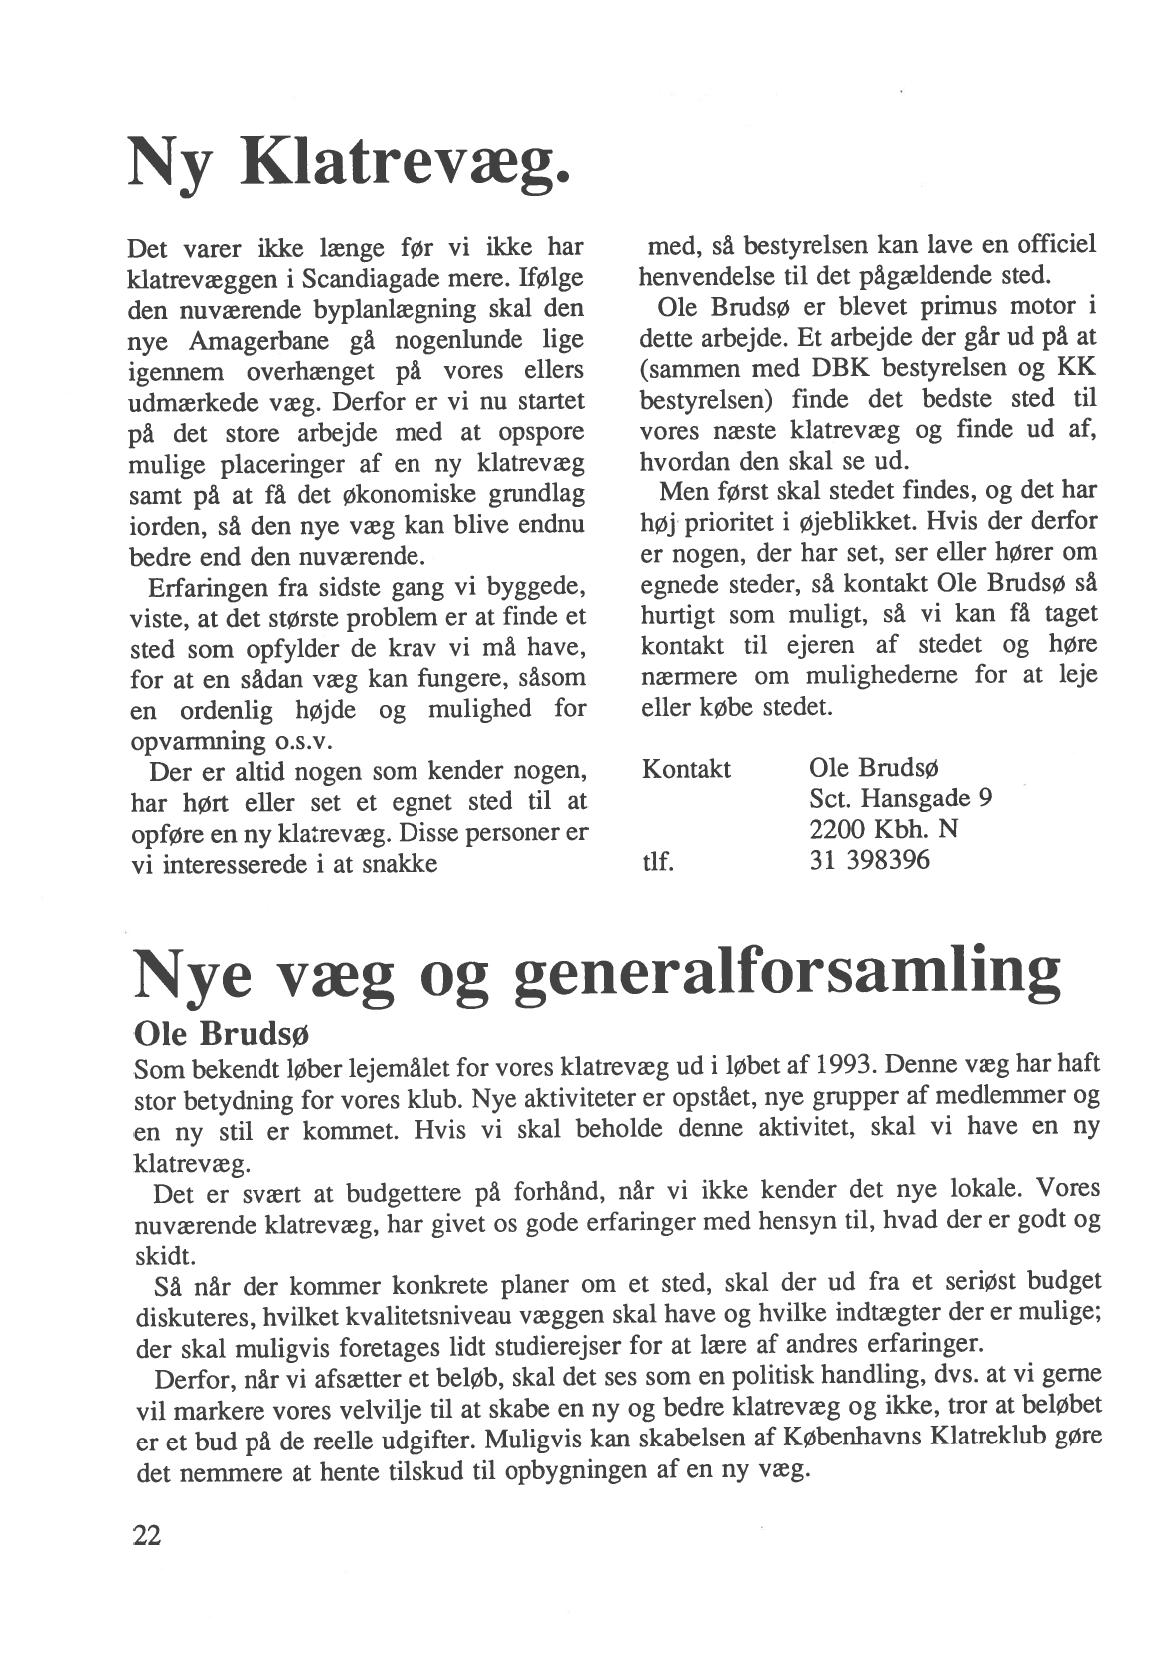 Ny Klatrevæg.
Det varer ikke længe før vi ikke har
klatrevæggen i Scandiagade mere. Ifølge
den nuværende byplanlægning skal den
nye Amagerbane gå nogenlunde lige
igennem overhænget på vores ellers
udmærkede væg. Derfor er vi nu startet
på det store arbejde med at opspore
mulige placeringer af en ny klatrevæg
samt på at få det økonomiske grundlag
iorden, så den nye væg kan blive endnu
bedre end den nuværende.
Erfaringen fra sidste gang vi byggede,
viste, at det største problem er at finde et
sted som opfylder de krav vi må have,
for at en sådan væg kan fungere, såsom
en ordenlig højde og mulighed for
opvarmning o.s.v.
Der er altid nogen som kender nogen,
har hørt eller set et egnet sted til at
opføre en ny klatrevæg. Disse personer er
vi interesserede i at snakke
med, så bestyrelsen kan lave en officiel
henvendelse til det pågældende sted.
Ole Brudsø er blevet primus motor i
dette arbejde. Et arbejde der går ud på at
(sammen med DBK bestyrelsen og KK
bestyrelsen) finde det bedste sted til
vores næste klatrevæg og finde ud af,
hvordan den skal se ud.
Men først skal stedet findes, og det har
høj prioritet i øjeblikket. Hvis der derfor
er nogen, der har set, ser eller hører om
egnede steder, så kontakt Ole Brudsø så
hurtigt som muligt, så vi kan få taget
kontakt til ejeren af stedet og høre
nærmere om mulighederne for at leje
eller købe stedet.
Kontakt Ole Brudsø
Sct. Hansgade 9
2200 Kbh. N
tlf. 31 398396
Nye væg og generalforsamling
Ole Brudsø
Som bekendt løber lejemålet for vores klatrevæg ud i løbet af 1993. Denne væg har haft
stor betydning for vores klub. Nye aktiviteter er opstået, nye grupper af medlemmer og
en ny stil er kommet. Hvis vi skal beholde denne aktivitet, skal vi have en ny
klatrevæg.
Det er svært at budgettere på forhånd, når vi ikke kender det nye lokale. Vores
nuværende klatrevæg, har givet os gode erfaringer med hensyn til, hvad der er godt og
skidt.
Så når der kommer konkrete planer om et sted, skal der ud fra et seriøst budget
diskuteres, hvilket kvalitetsniveau væggen skal have og hvilke indtægter der er mulige;
der skal muligvis foretages lidt studierejser for at lære af andres erfaringer.
Derfor, når vi afsætter et beløb, skal det ses som en politisk handling, dvs. at vi gerne
vil markere vores velvilje til at skabe en ny og bedre klatrevæg og ikke, tror at beløbet
er et bud på de reelle udgifter. Muligvis kan skabelsen af Københavns Klatreklub gøre
det nemmere at hente tilskud til opbygningen af en ny væg.
22